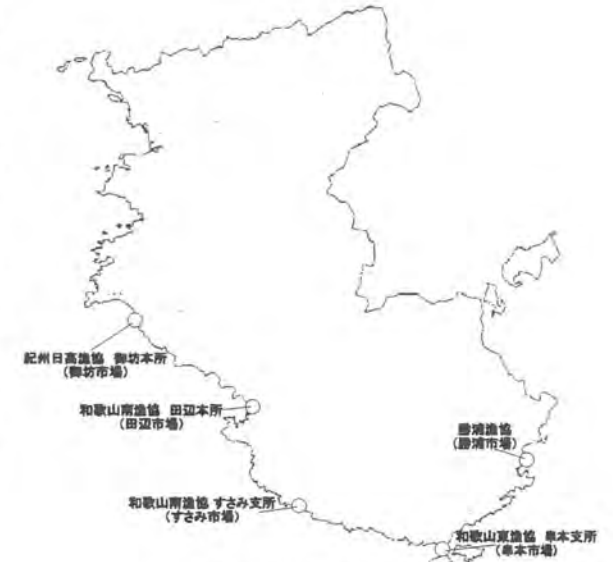 紀州日高漁協 御坊本所
(御坊市場)
和歌山南漁協 田辺本所
(田辺市場)
勝浦漁協
(勝浦市場)
和歌山南漁協 すさみ支所
(すさみ市場)
和歌山東漁協 串本支所
(串本市場)